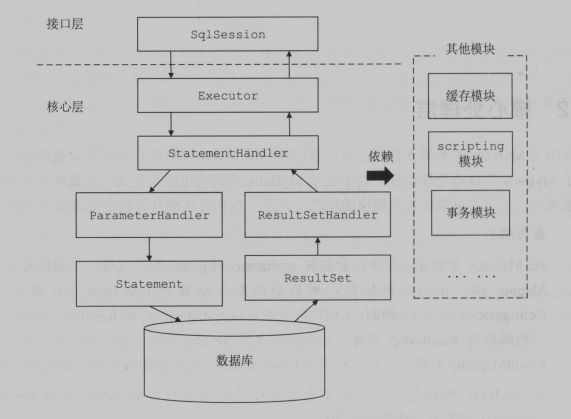 接口层
SqlSession
其他模块
核心层
Executor
缓存模块
StatementHandler
scripting
模块
依赖
ParameterHandler
ResultSetHandler
事务模块
Statement
ResultSet
数据库